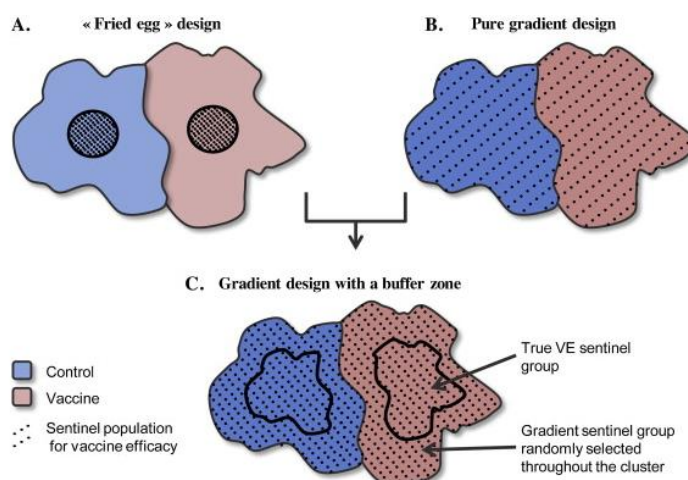 A. « Fried egg » design
B. Pure gradient design
C. Gradient design with a buffer zone
Control
Vaccine
Sentinel population
for vaccine efficacy
True VE sentinel
group
Gradient sentinel group
randomly selected
throughout the cluster